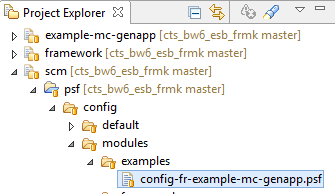 Project Explorer
example-mc-genapp [cts_bw6_esb_frmk master]
framework [cts_bw6_esb_frmk master]
scm [cts_bw6_esb_frmk master]
psf [cts_bw6_esb_frmk master]
config
default
modules
examples
config-fr-example-mc-genapp.psf